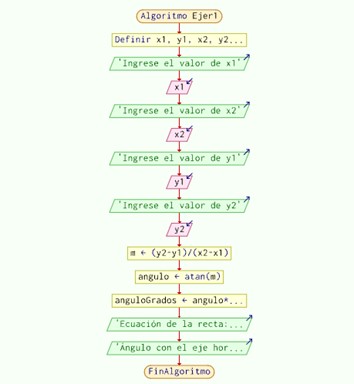 Algoritmo Ejer1
Definir x1, y1, x2, y2...
'Ingrese el valor de x1'
x1
'Ingrese el valor de x2'
x2
'Ingrese el valor de y1'
y1
'Ingrese el valor de y2'
y2
m ← (y2-y1)/(x2-x1)
angulo ← atan(m)
anguloGrados ← angulo*...
'Ecuación de la recta:...
'Ángulo con el eje hor...
FinAlgoritmo